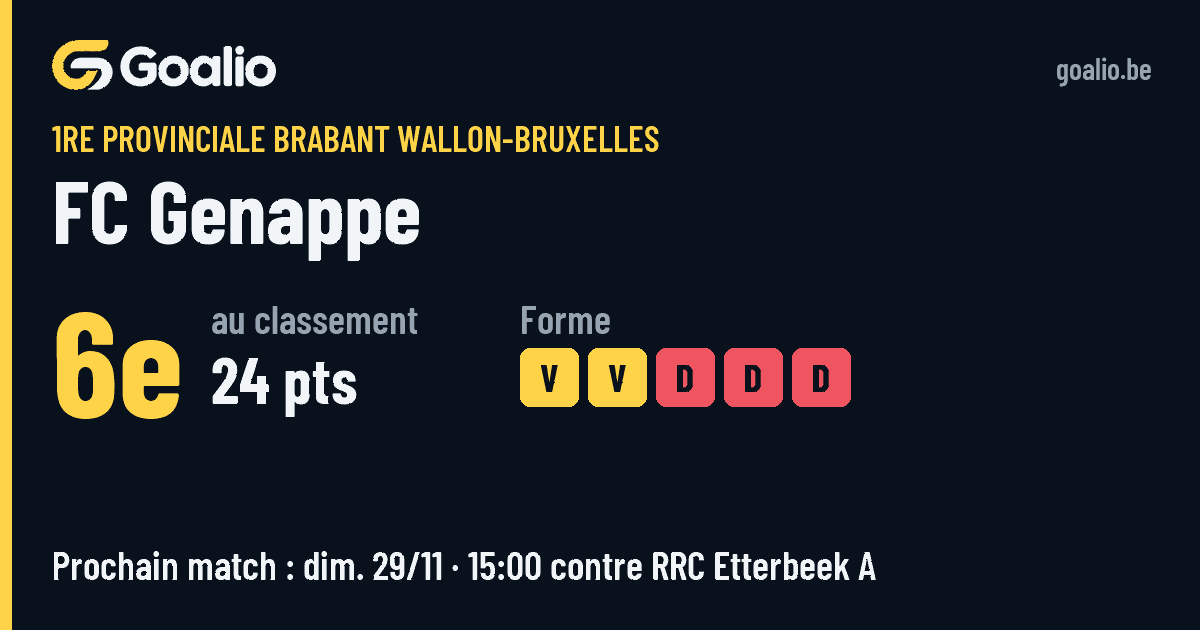 Goalio
goalio.be
1RE PROVINCIALE BRABANT WALLON-BRUXELLES
FC Genappe
6e
au classement
24 pts
Forme
V V D D D
Prochain match : dim. 29/11 · 15:00 contre RRC Etterbeek A